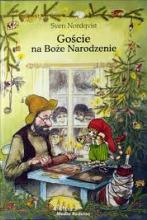 Sven Nordqvist
Goście
na Boże Narodzenie
Media Rodzina